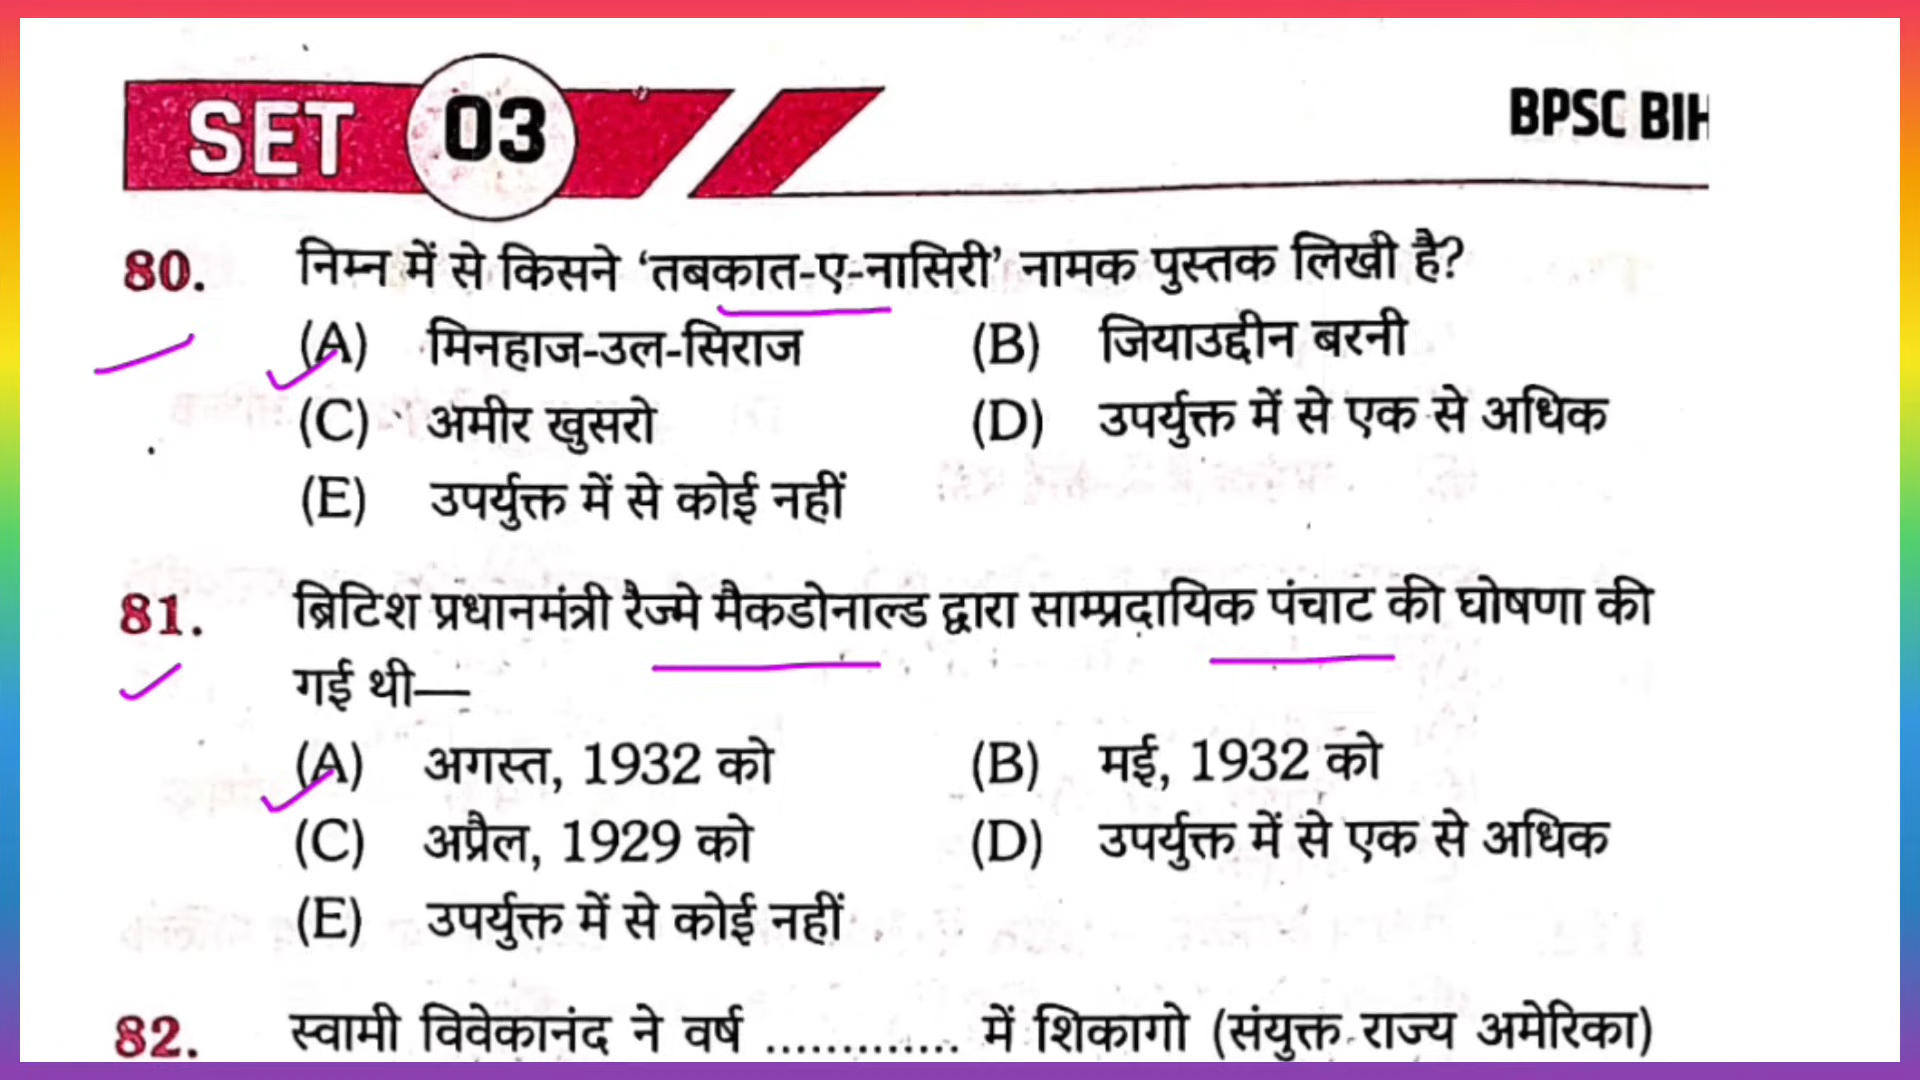 SET 03
BPSC BIH
80. निम्न में से किसने ‘तबकात-ए-नासिरी’ नामक पुस्तक लिखी है?
(A) मिनहाज-उल-सिराज (B) जियाउद्दीन बरनी
(C) अमीर खुसरो (D) उपर्युक्त में से एक से अधिक
(E) उपर्युक्त में से कोई नहीं
81. ब्रिटिश प्रधानमंत्री रैज्मे मैकडोनाल्ड द्वारा साम्प्रदायिक पंचाट की घोषणा की
गई थी—
(A) अगस्त, 1932 को (B) मई, 1932 को
(C) अप्रैल, 1929 को (D) उपर्युक्त में से एक से अधिक
(E) उपर्युक्त में से कोई नहीं
82. स्वामी विवेकानंद ने वर्ष ............. में शिकागो (संयुक्त राज्य अमेरिका)